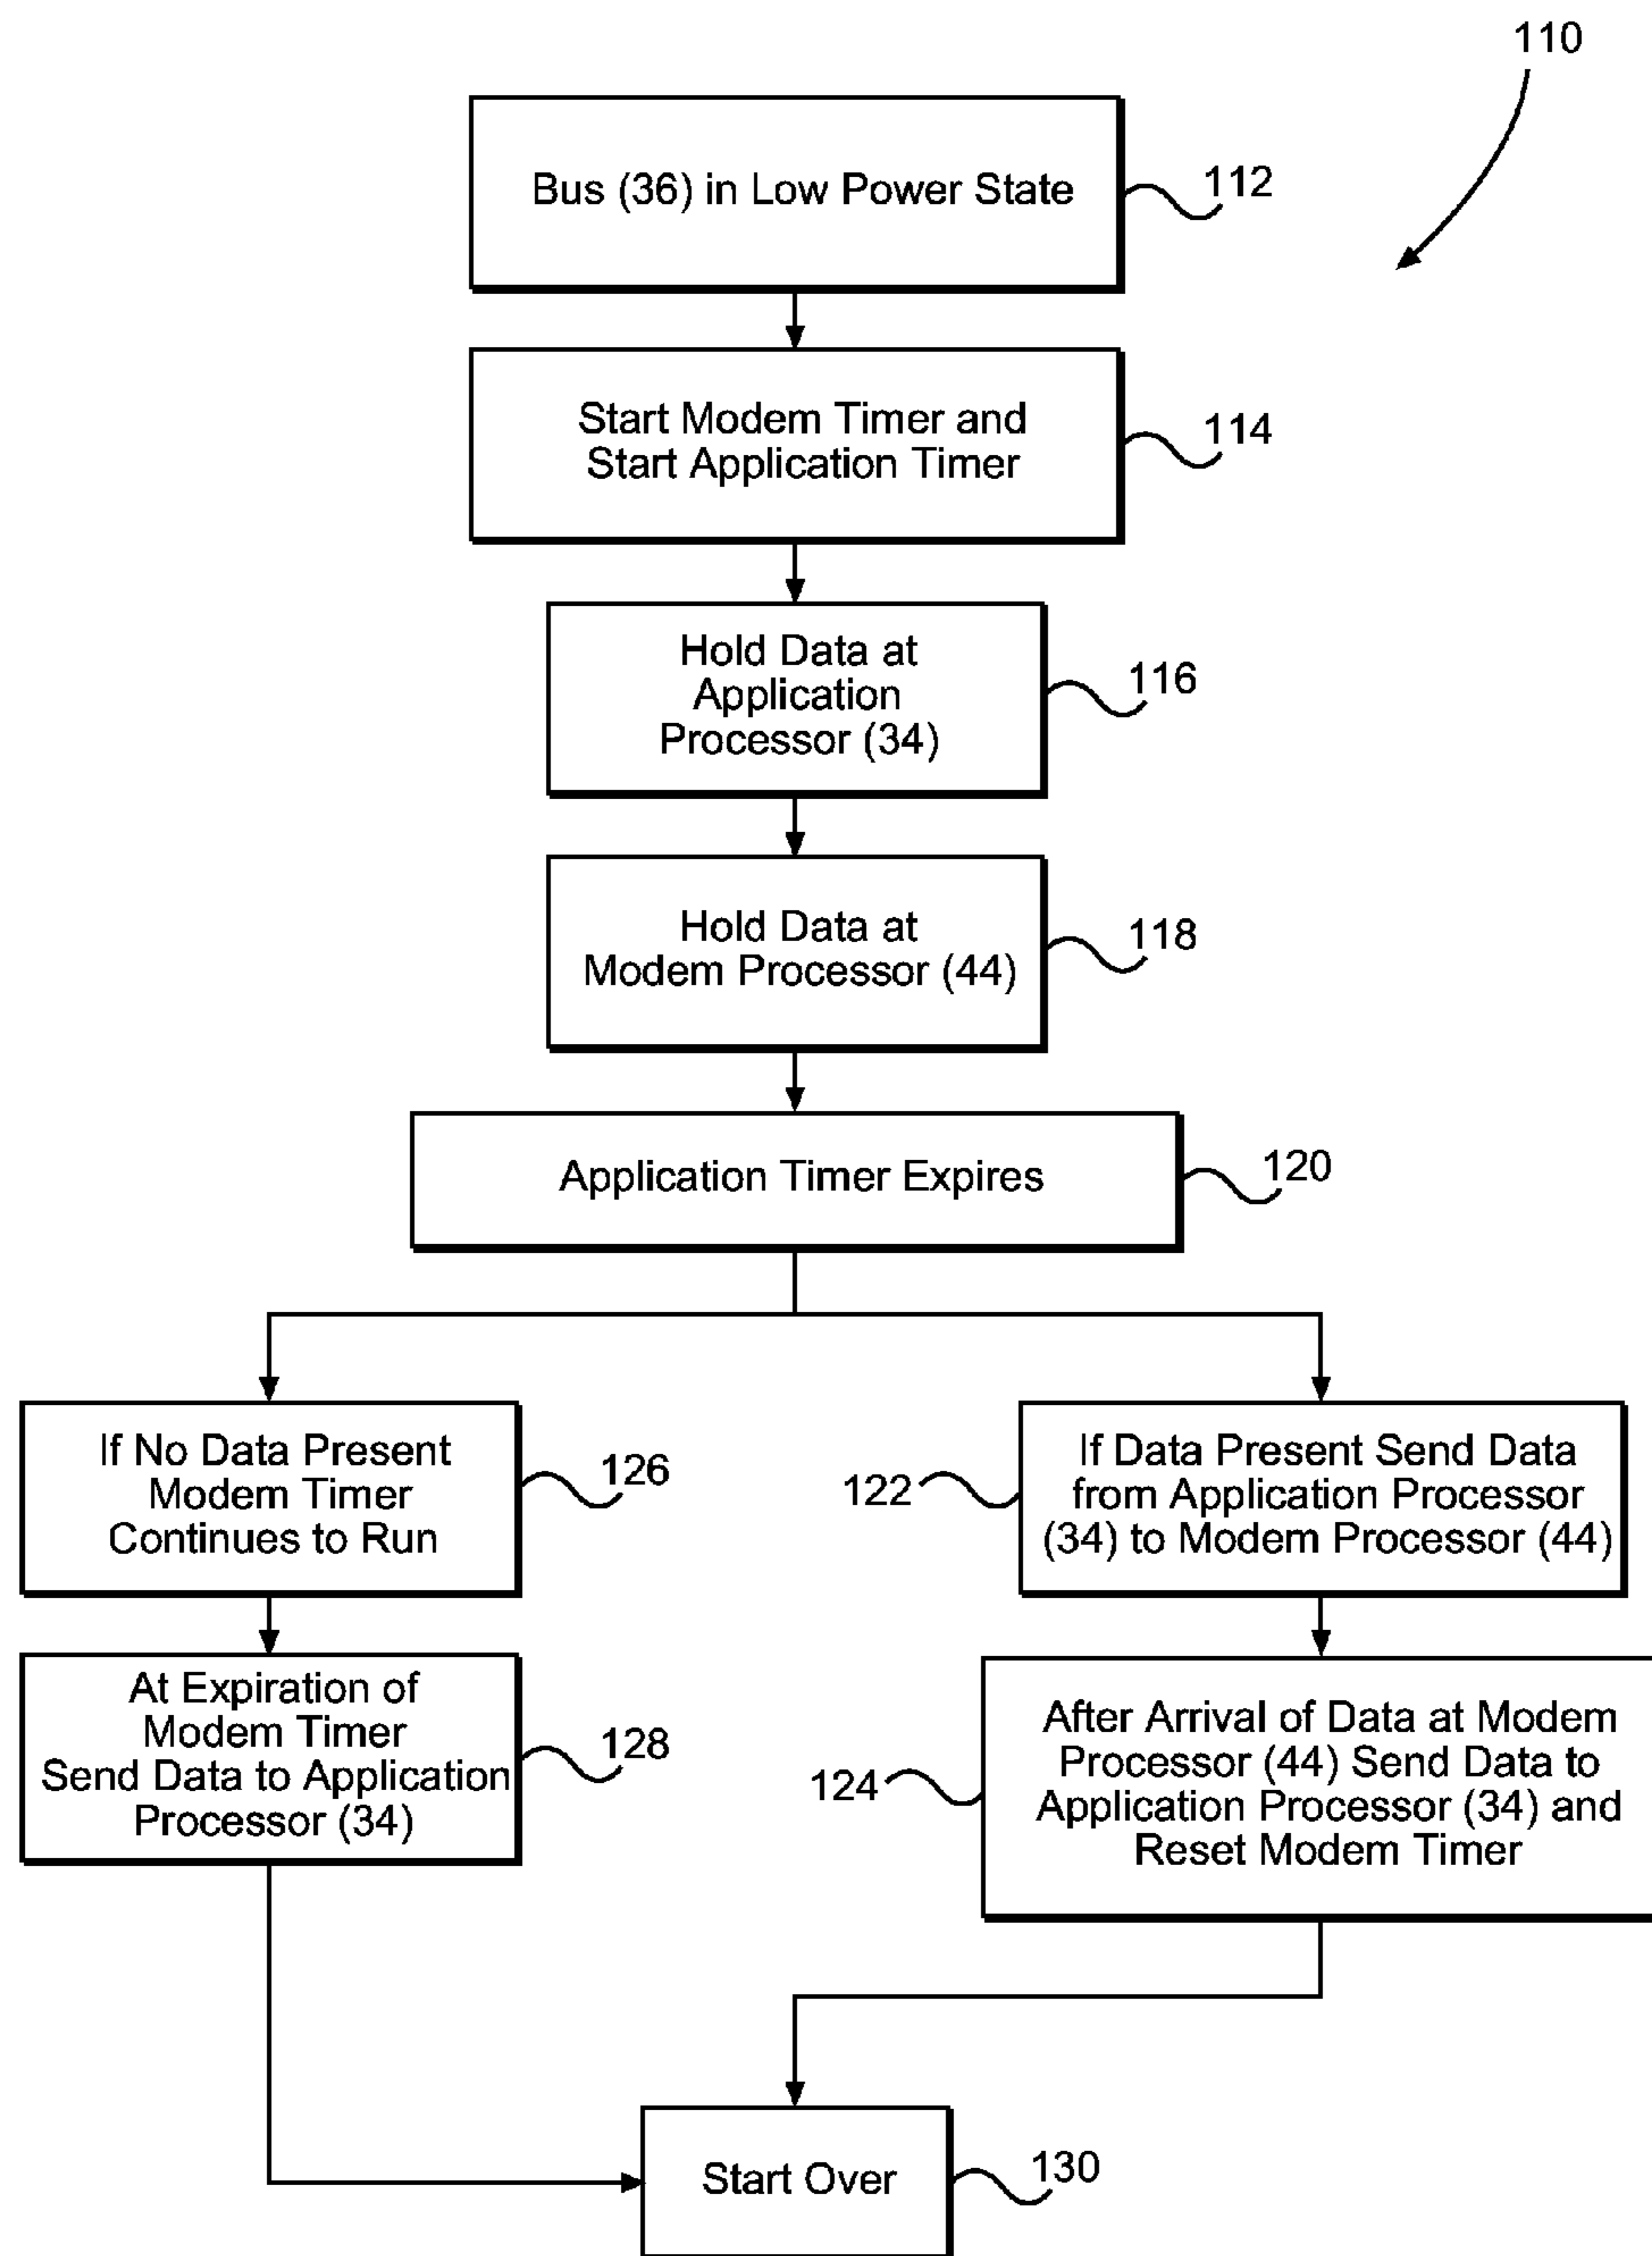 110
Bus (36) in Low Power State
112
Start Modem Timer and
Start Application Timer
114
Hold Data at
Application
Processor (34)
116
Hold Data at
Modem Processor (44)
118
Application Timer Expires
120
If No Data Present
Modem Timer
Continues to Run
126
122
If Data Present Send Data
from Application Processor
(34) to Modem Processor (44)
At Expiration of
Modem Timer
Send Data to Application
Processor (34)
128
124
After Arrival of Data at Modem
Processor (44) Send Data to
Application Processor (34) and
Reset Modem Timer
Start Over
130